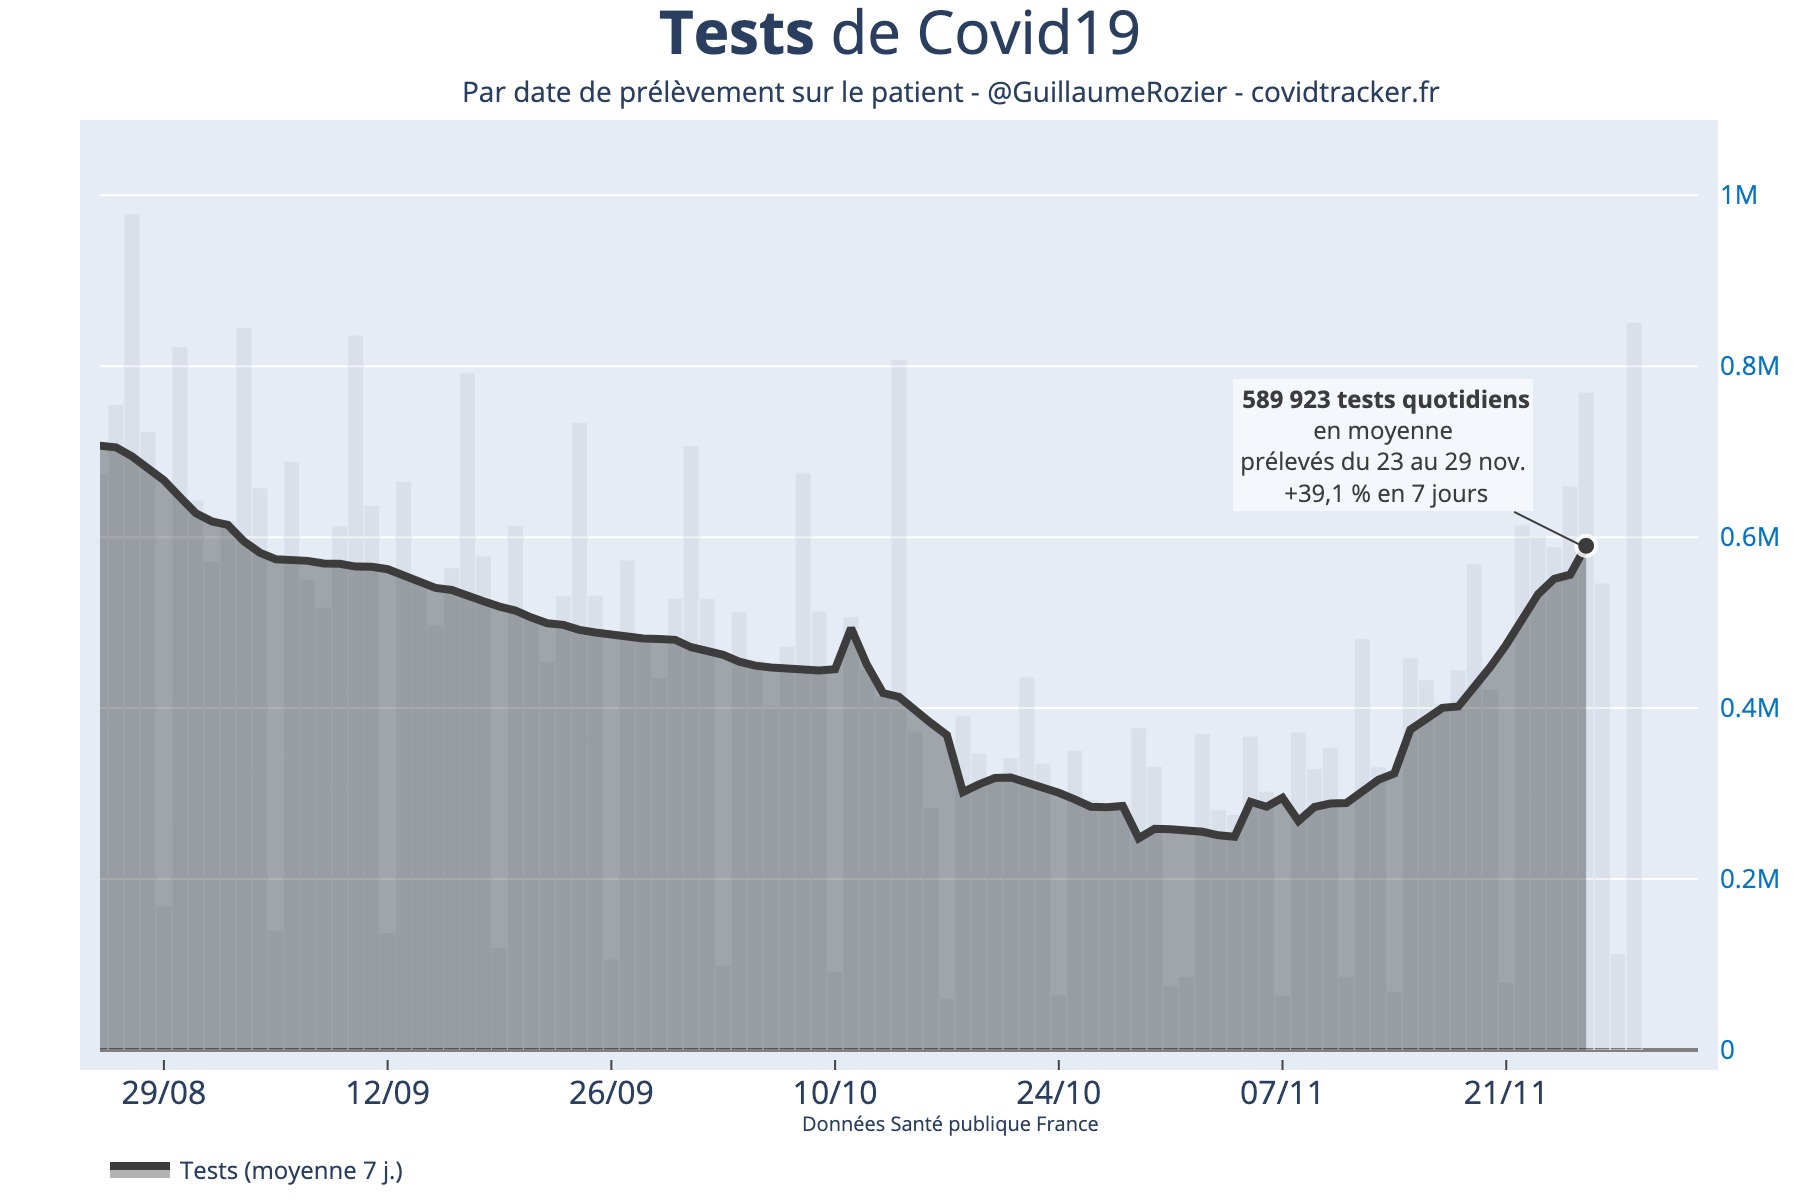 Tests de Covid19
Par date de prélèvement sur le patient - @GuillaumeRozier - covidtracker.fr
1M
0.8M
589 923 tests quotidiens
en moyenne
prélevés du 23 au 29 nov.
+39,1 % en 7 jours
0.6M
0.4M
0.2M
0
29/08 12/09 26/09 10/10 24/10 07/11 21/11
Données Santé publique France
Tests (moyenne 7 j.)